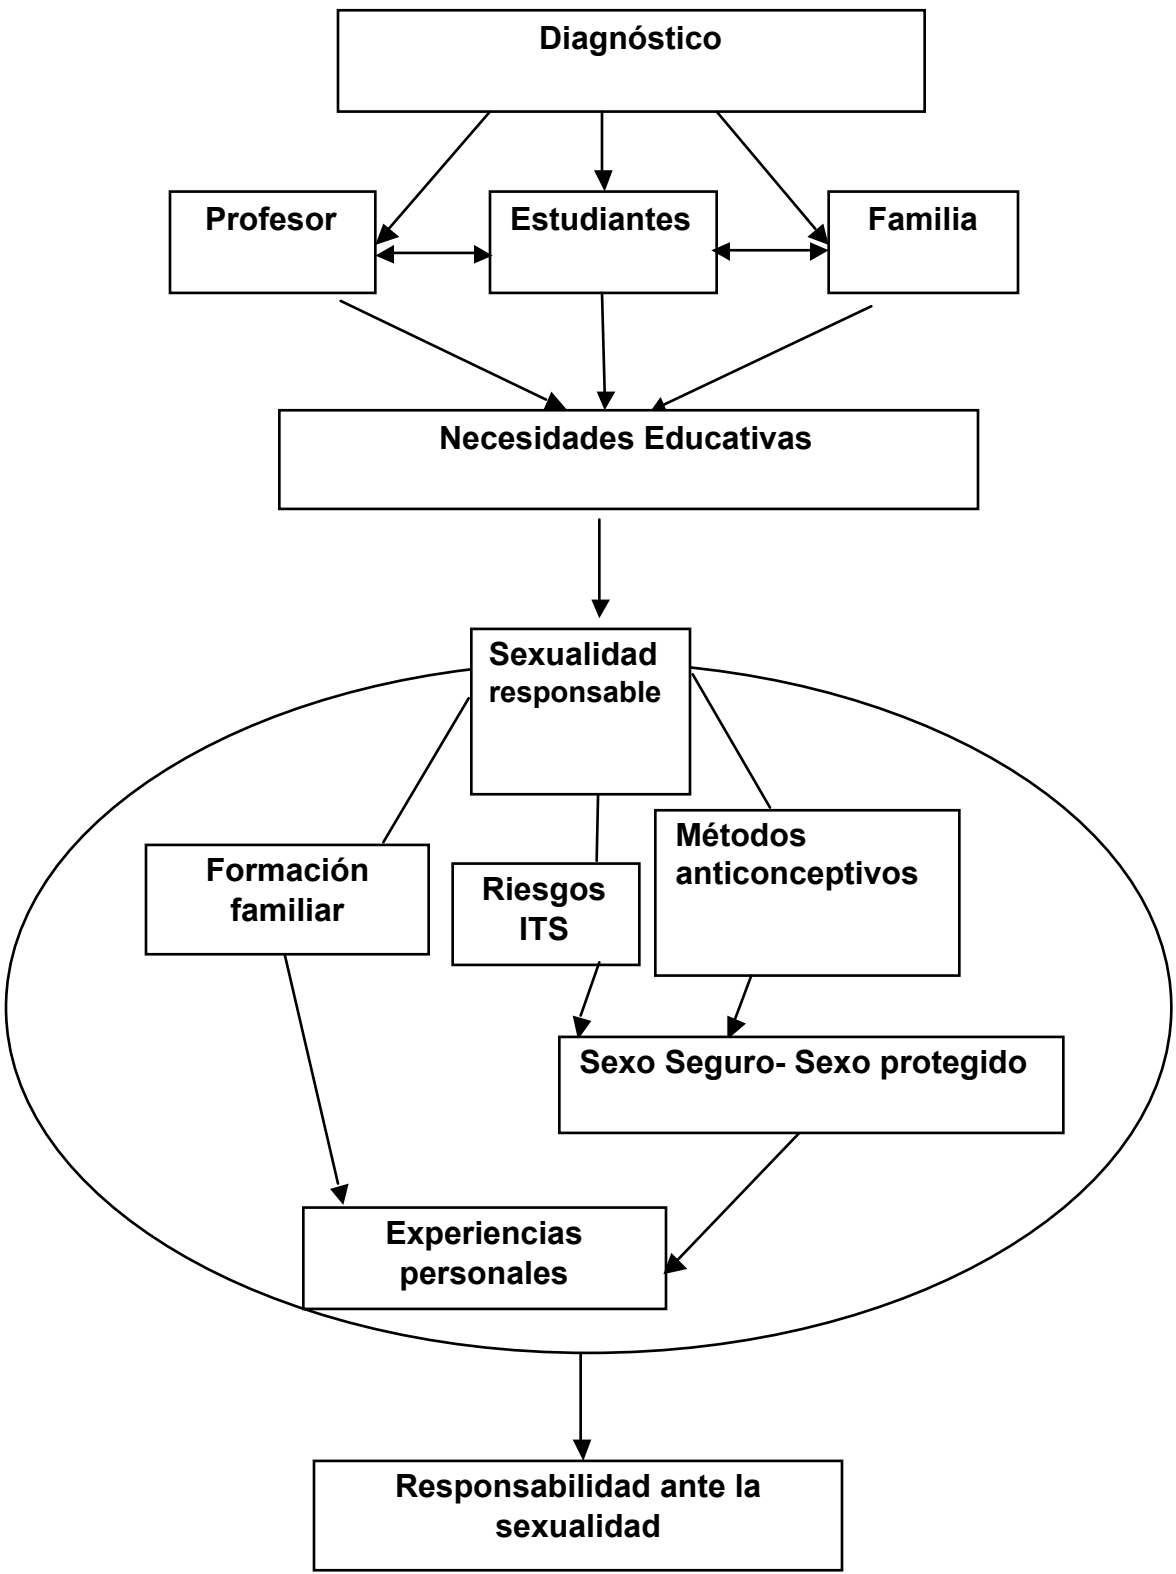 Diagnóstico
Profesor
Estudiantes
Familia
Necesidades Educativas
Sexualidad
responsable
Métodos
anticonceptivos
Formación
familiar
Riesgos
ITS
Sexo Seguro- Sexo protegido
Experiencias
personales
Responsabilidad ante la
sexualidad